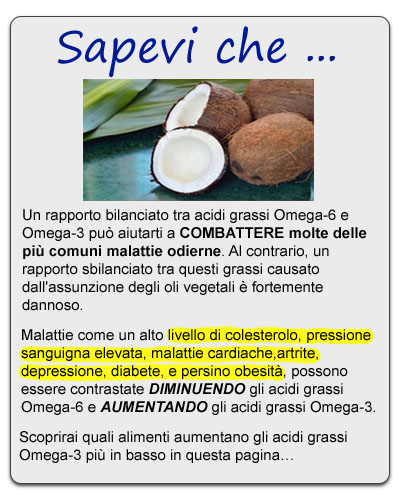 Sapevi che ...
Un rapporto bilanciato tra acidi grassi Omega-6 e
Omega-3 può aiutarti a COMBATTERE molte delle
più comuni malattie odierne. Al contrario, un
rapporto sbilanciato tra questi grassi causato
dall'assunzione degli oli vegetali è fortemente
dannoso.
Malattie come un alto livello di colesterolo, pressione
sanguigna elevata, malattie cardiache,artrite,
depressione, diabete, e persino obesità, possono
essere contrastate DIMINUENDO gli acidi grassi
Omega-6 e AUMENTANDO gli acidi grassi Omega-3.
Scoprirai quali alimenti aumentano gli acidi grassi
Omega-3 più in basso in questa pagina…